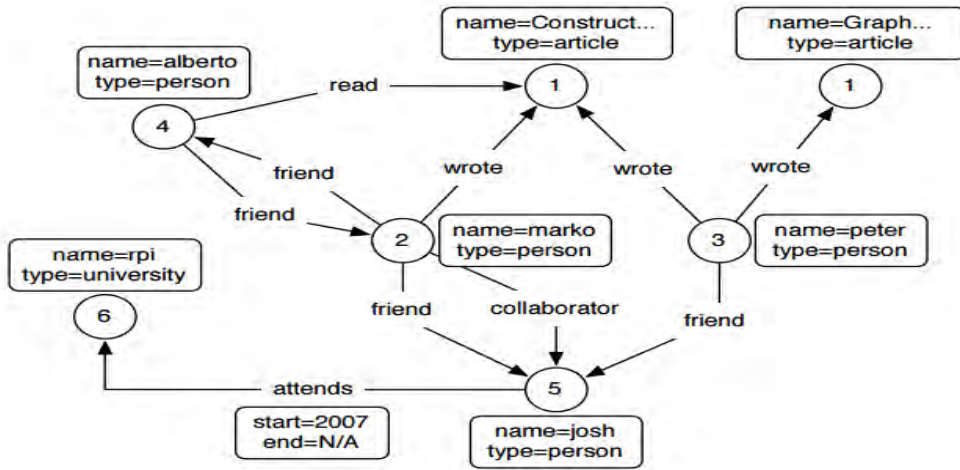 name=Construct...
type=article
name=Graph...
type=article
name=alberto
type=person
read
1
1
4
friend
wrote
wrote
wrote
friend
2
name=marko
type=person
3
name=peter
type=person
name=rpi
type=university
6
friend
collaborator
friend
attends
5
start=2007
end=N/A
name=josh
type=person